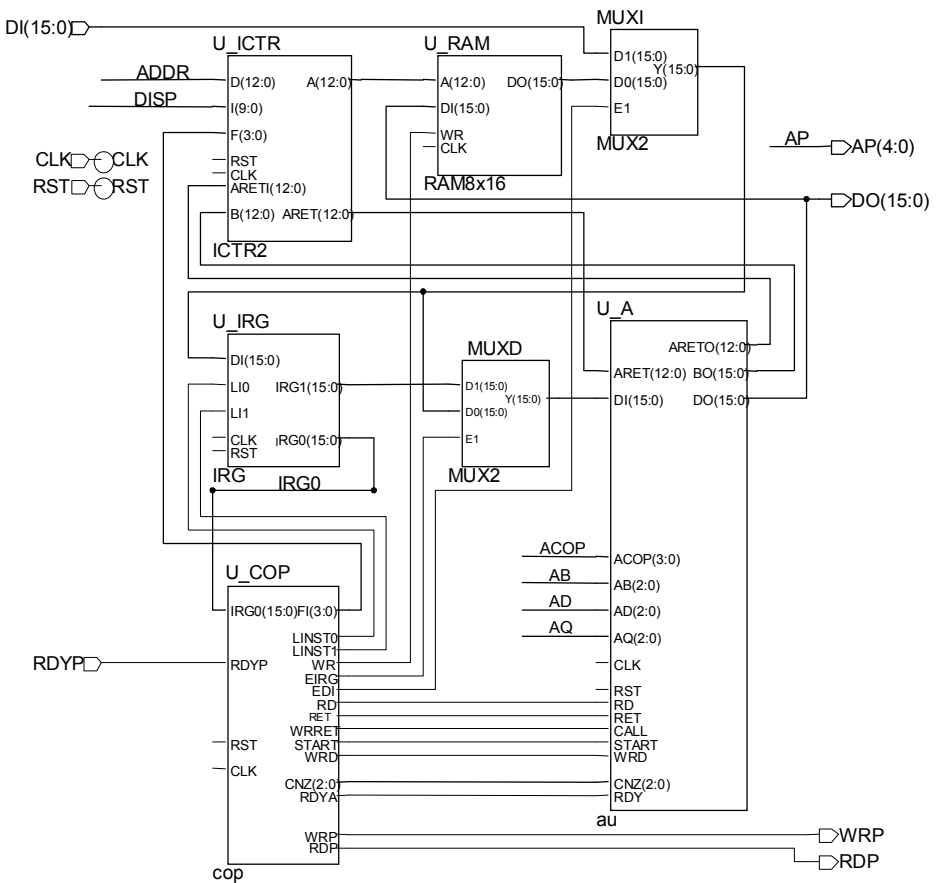 DI(15:0)
U_ICTR
ADDR
D(12:0)
A(12:0)
DISP
I(9:0)
F(3:0)
RST
CLK
ARETI(12:0)
B(12:0)
ARET(12:0)
ICTR2
CLK
CLK
RST
RST
U_RAM
A(12:0)
DO(15:0)
DI(15:0)
WR
CLK
RAM8x16
MUXI
D1(15:0)
Y(15:0)
D0(15:0)
E1
MUX2
AP
AP(4:0)
DO(15:0)
U_IRG
DI(15:0)
LI0
IRG1(15:0)
LI1
CLK
IRG0(15:0)
RST
IRG
IRG0
MUXD
D1(15:0)
Y(15:0)
D0(15:0)
E1
MUX2
U_A
ARETO(12:0)
ARET(12:0)
BO(15:0)
DI(15:0)
DO(15:0)
ACOP
ACOP(3:0)
AB
AB(2:0)
AD
AD(2:0)
AQ
AQ(2:0)
CLK
RST
RD
RET
CALL
START
WRD
CNZ(2:0)
RDY
au
U_COP
IRG0(15:0)
FI(3:0)
LINST0
LINST1
RDYP
RDYP
WR
EIRG
EDI
RD
RET
WRRET
RST
START
WRD
CLK
CNZ(2:0)
RDYA
WRP
RDP
cop
WRP
RDP